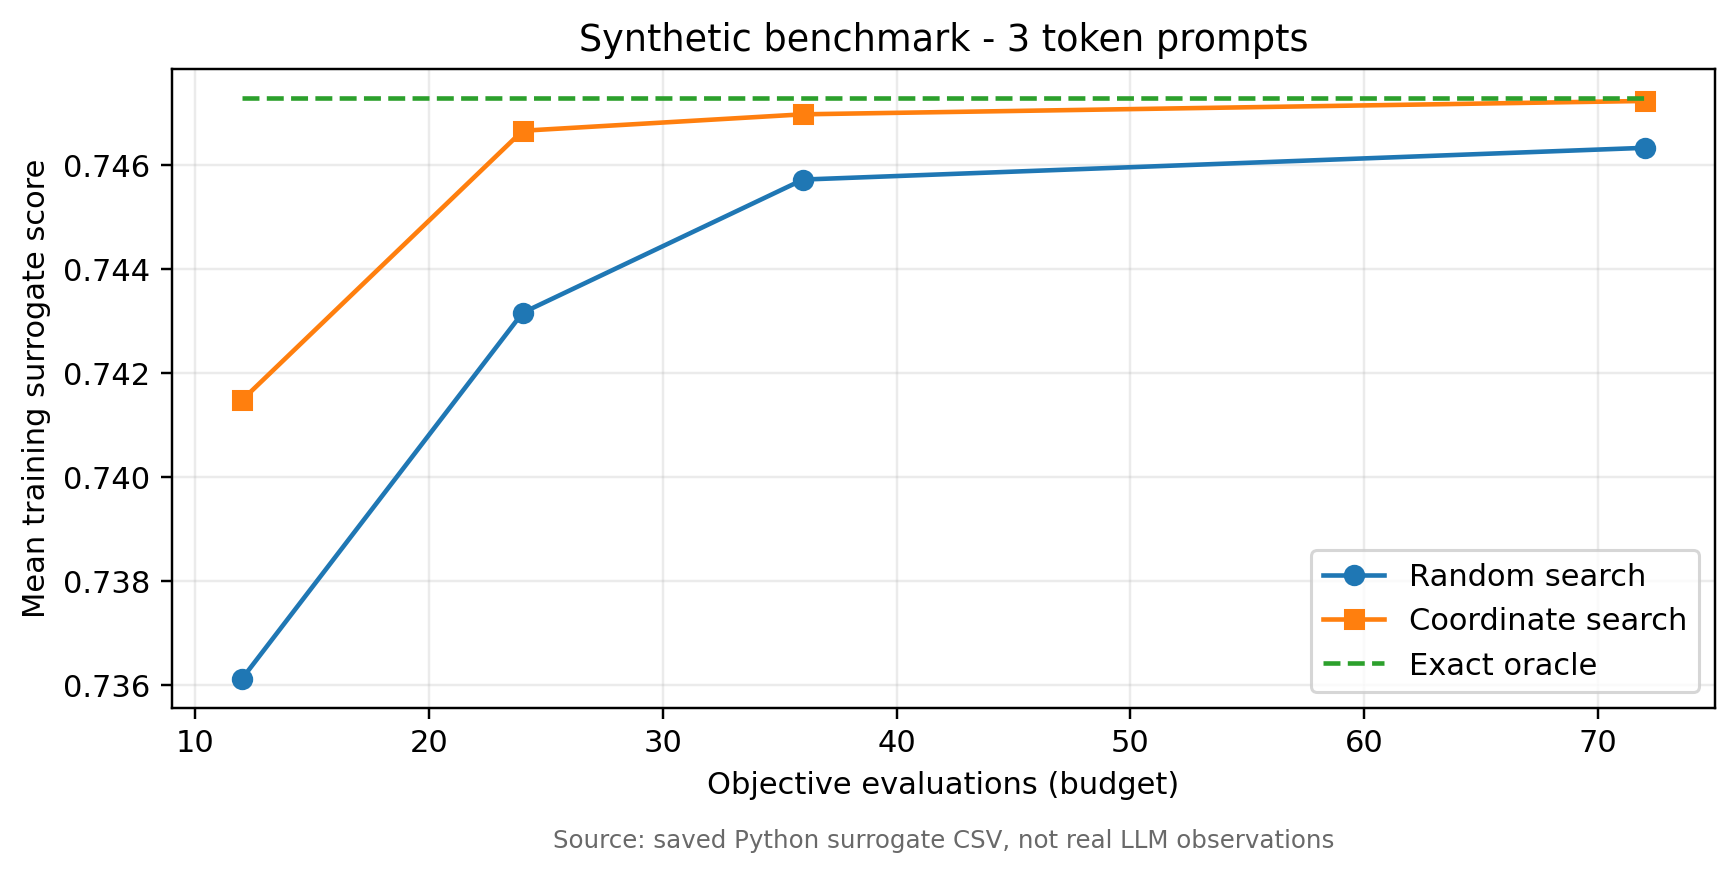 Synthetic benchmark - 3 token prompts
Mean training surrogate score
0.746
0.744
0.742
0.740
0.738
0.736
Random search
Coordinate search
Exact oracle
10 20 30 40 50 60 70
Objective evaluations (budget)
Source: saved Python surrogate CSV, not real LLM observations